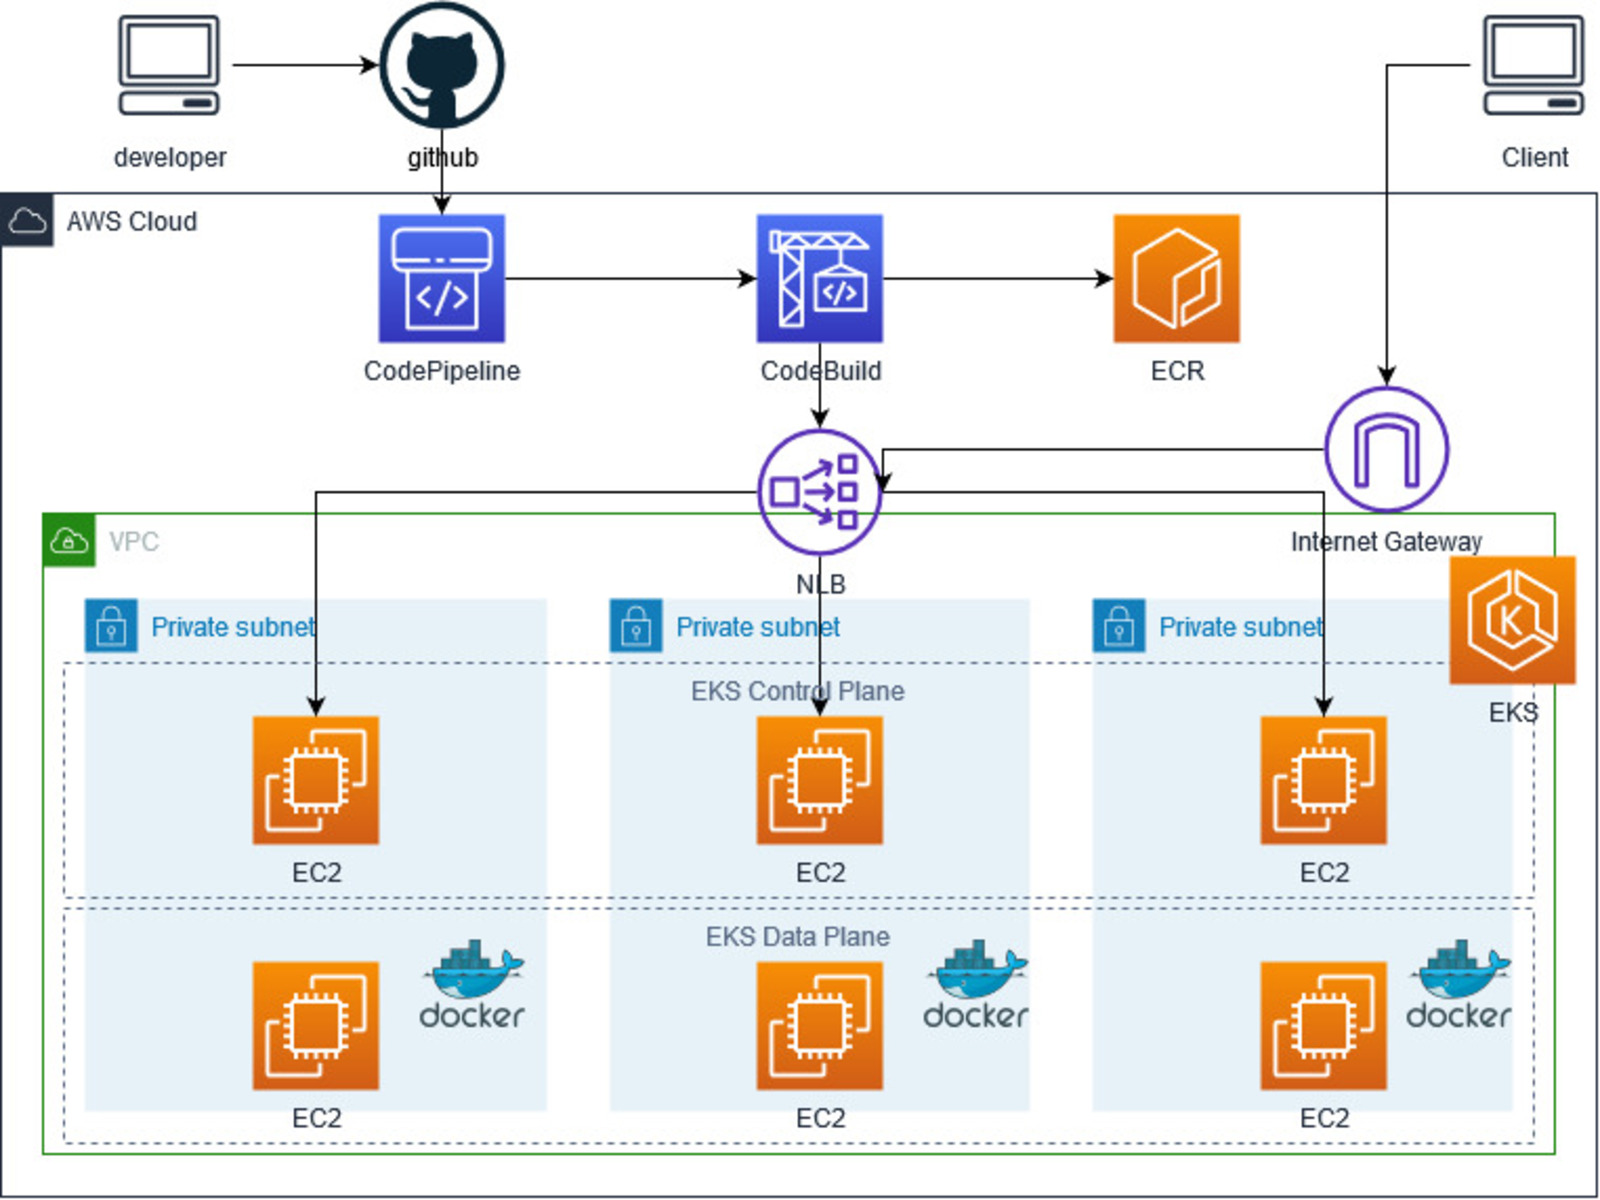 developer
github
Client
AWS Cloud
</>
</>
CodePipeline
CodeBuild
ECR
VPC
Internet Gateway
NLB
Private subnet
Private subnet
Private subnet
K
EKS Control Plane
EKS
EC2
EC2
EC2
EKS Data Plane
docker
docker
docker
EC2
EC2
EC2